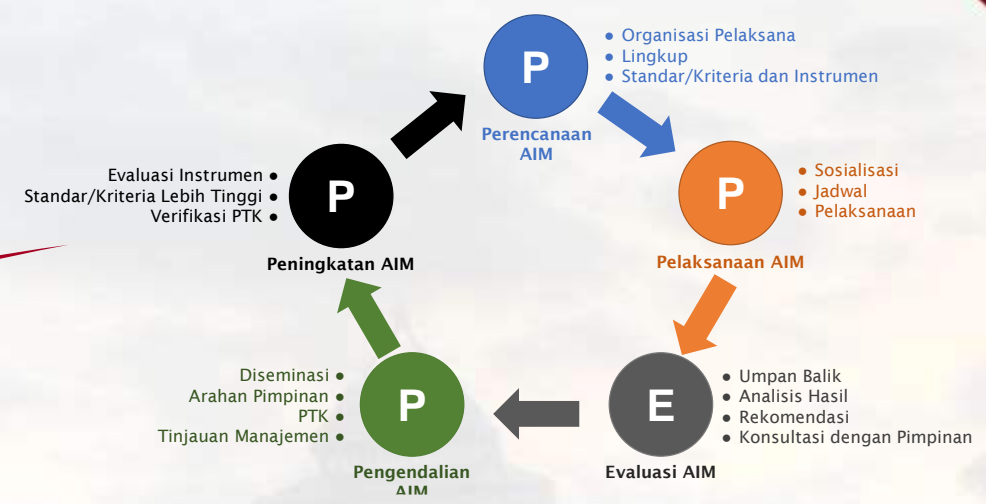 P
• Organisasi Pelaksana
• Lingkup
• Standar/Kriteria dan Instrumen
Perencanaan
AIM
P
• Sosialisasi
• Jadwal
• Pelaksanaan
Pelaksanaan AIM
E
• Umpan Balik
• Analisis Hasil
• Rekomendasi
• Konsultasi dengan Pimpinan
Evaluasi AIM
P
Diseminasi •
Arahan Pimpinan •
PTK •
Tinjauan Manajemen •
Pengendalian
AIM
P
Evaluasi Instrumen •
Standar/Kriteria Lebih Tinggi •
Verifikasi PTK •
Peningkatan AIM